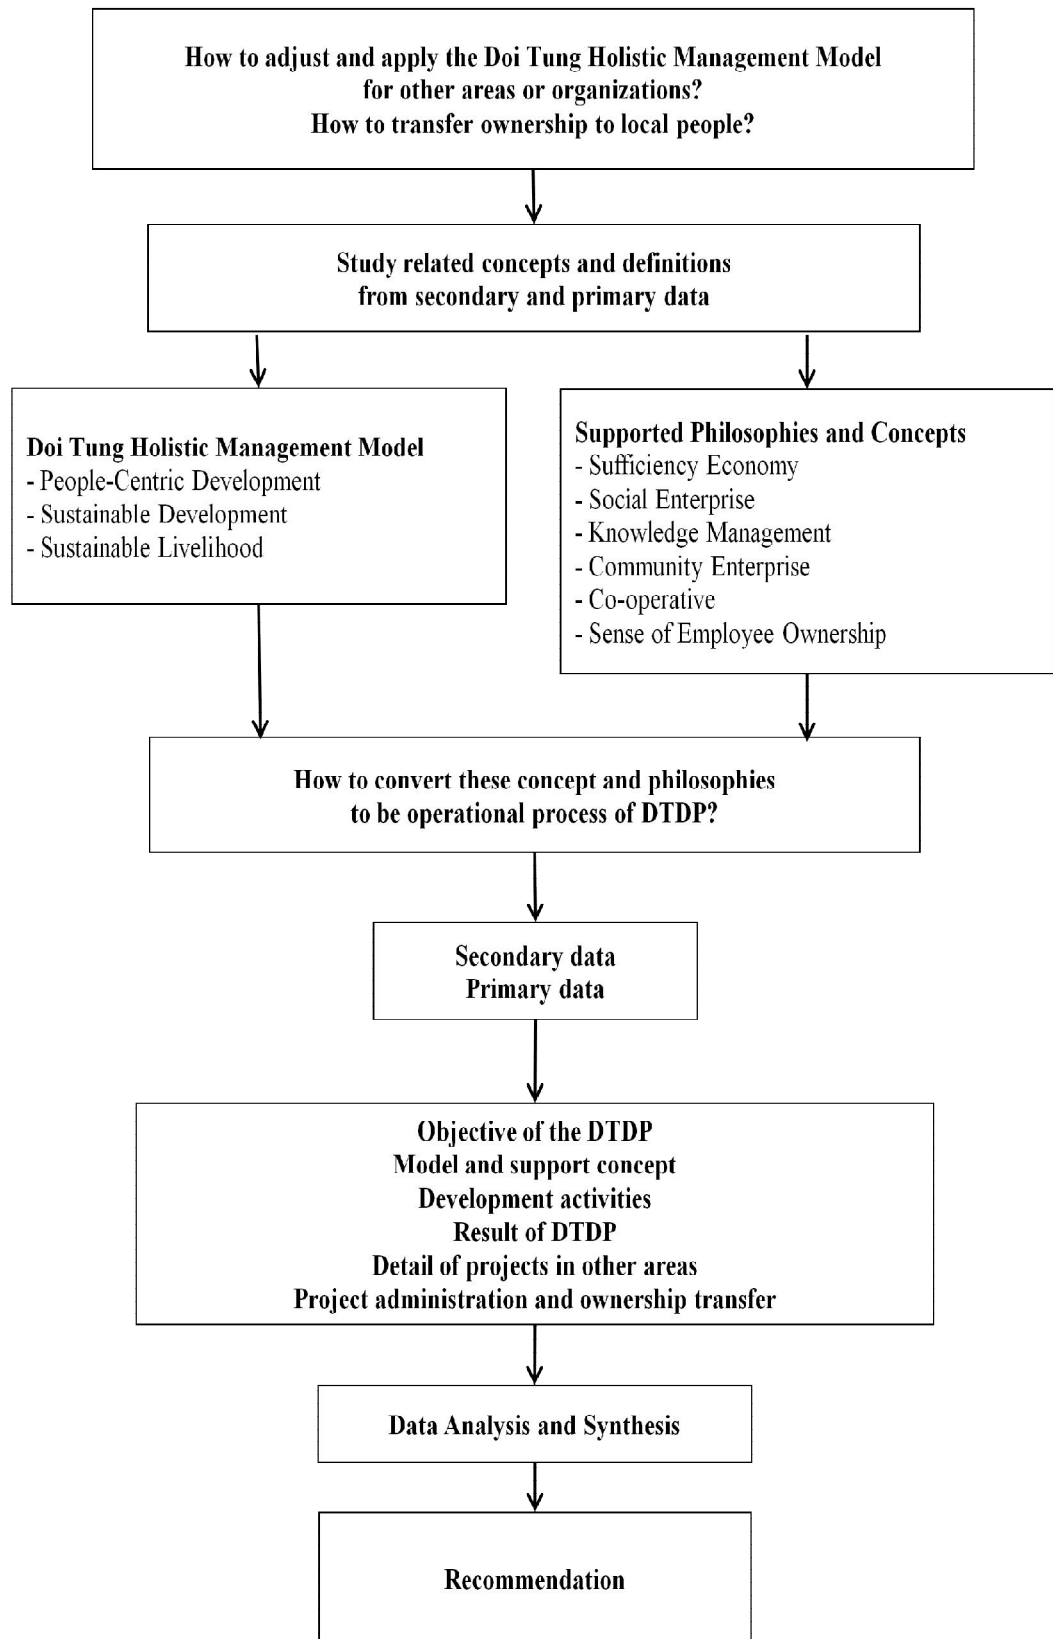 How to adjust and apply the Doi Tung Holistic Management Model
for other areas or organizations?
How to transfer ownership to local people?
Study related concepts and definitions
from secondary and primary data
Doi Tung Holistic Management Model
- People-Centric Development
- Sustainable Development
- Sustainable Livelihood
Supported Philosophies and Concepts
- Sufficiency Economy
- Social Enterprise
- Knowledge Management
- Community Enterprise
- Co-operative
- Sense of Employee Ownership
How to convert these concept and philosophies
to be operational process of DTDP?
Secondary data
Primary data
Objective of the DTDP
Model and support concept
Development activities
Result of DTDP
Detail of projects in other areas
Project administration and ownership transfer
Data Analysis and Synthesis
Recommendation